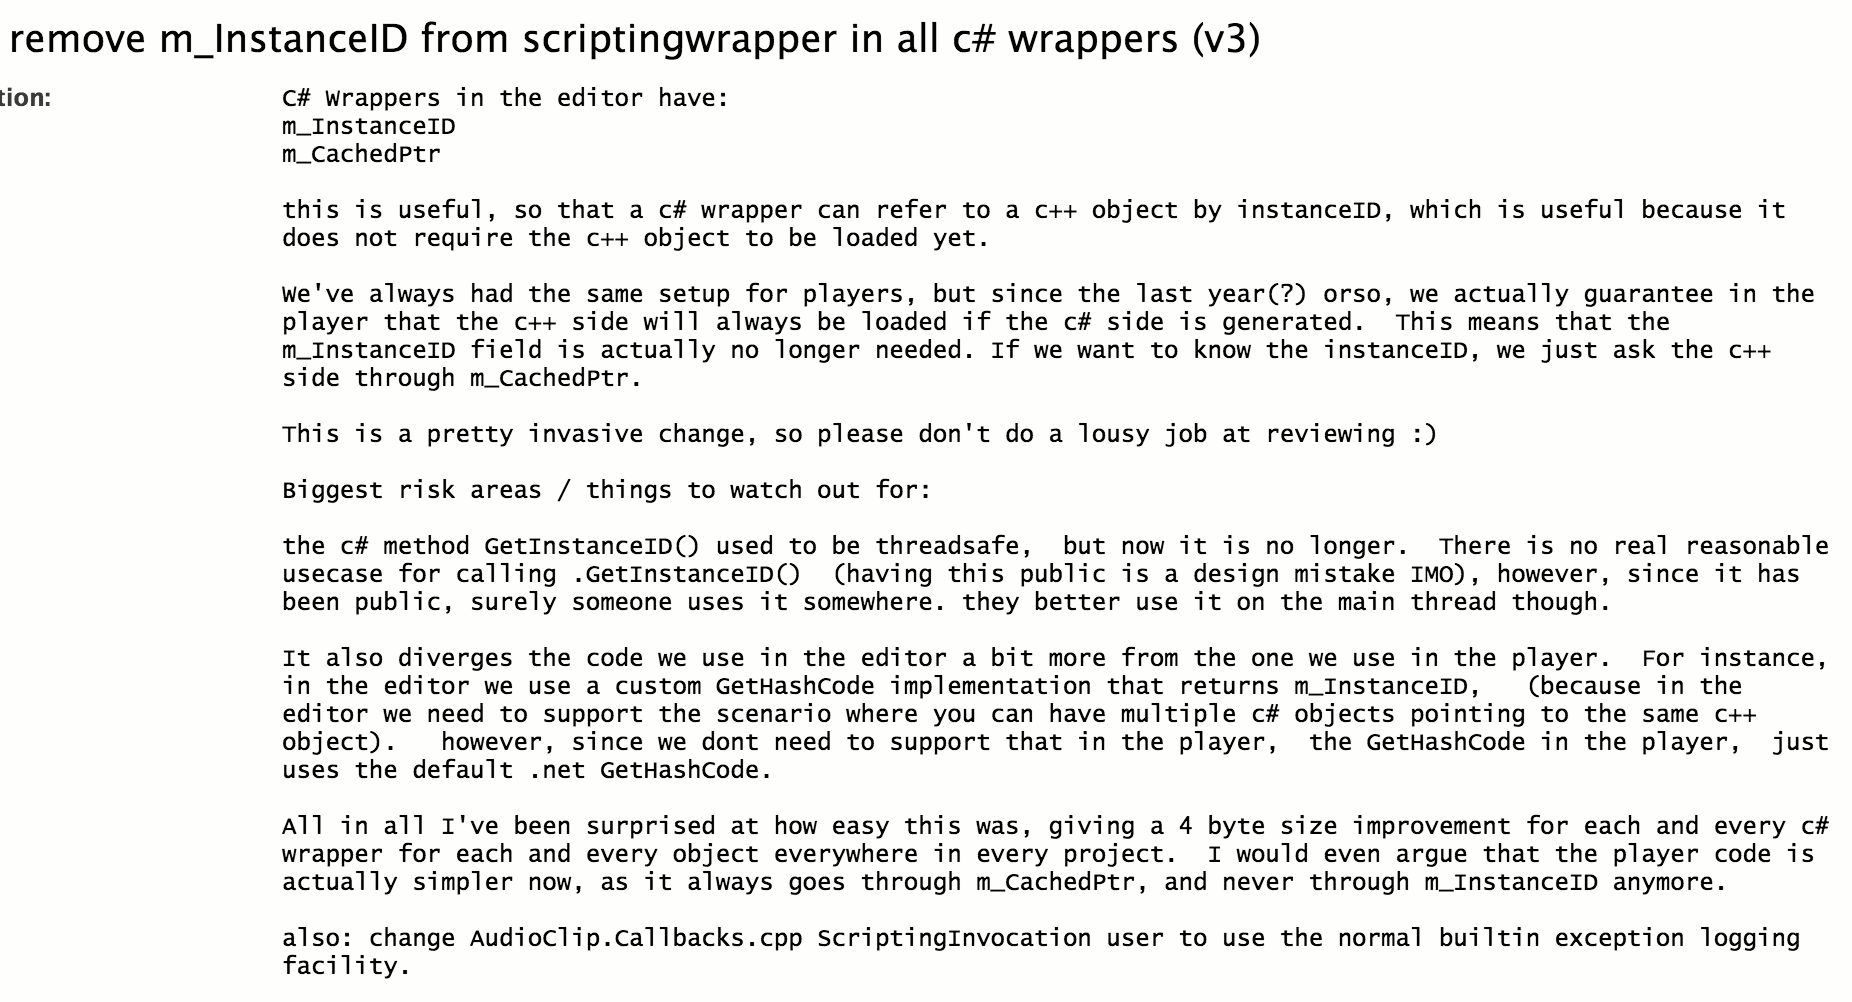 remove m_InstanceID from scriptingwrapper in all c# wrappers (v3)
tion:
C# Wrappers in the editor have:
m_InstanceID
m_CachedPtr
this is useful, so that a c# wrapper can refer to a c++ object by instanceID, which is useful because it
does not require the c++ object to be loaded yet.
We've always had the same setup for players, but since the last year(?) orso, we actually guarantee in the
player that the c++ side will always be loaded if the c# side is generated.  This means that the
m_InstanceID field is actually no longer needed. If we want to know the instanceID, we just ask the c++
side through m_CachedPtr.
This is a pretty invasive change, so please don't do a lousy job at reviewing :)
Biggest risk areas / things to watch out for:
the c# method GetInstanceID() used to be threadsafe,  but now it is no longer.  There is no real reasonable
usecase for calling .GetInstanceID()  (having this public is a design mistake IMO), however, since it has
been public, surely someone uses it somewhere. they better use it on the main thread though.
It also diverges the code we use in the editor a bit more from the one we use in the player.  For instance,
in the editor we use a custom GetHashCode implementation that returns m_InstanceID,   (because in the
editor we need to support the scenario where you can have multiple c# objects pointing to the same c++
object).   however, since we dont need to support that in the player,  the GetHashCode in the player,  just
uses the default .net GetHashCode.
All in all I've been surprised at how easy this was, giving a 4 byte size improvement for each and every c#
wrapper for each and every object everywhere in every project.  I would even argue that the player code is
actually simpler now, as it always goes through m_CachedPtr, and never through m_InstanceID anymore.
also: change AudioClip.Callbacks.cpp ScriptingInvocation user to use the normal builtin exception logging
facility.